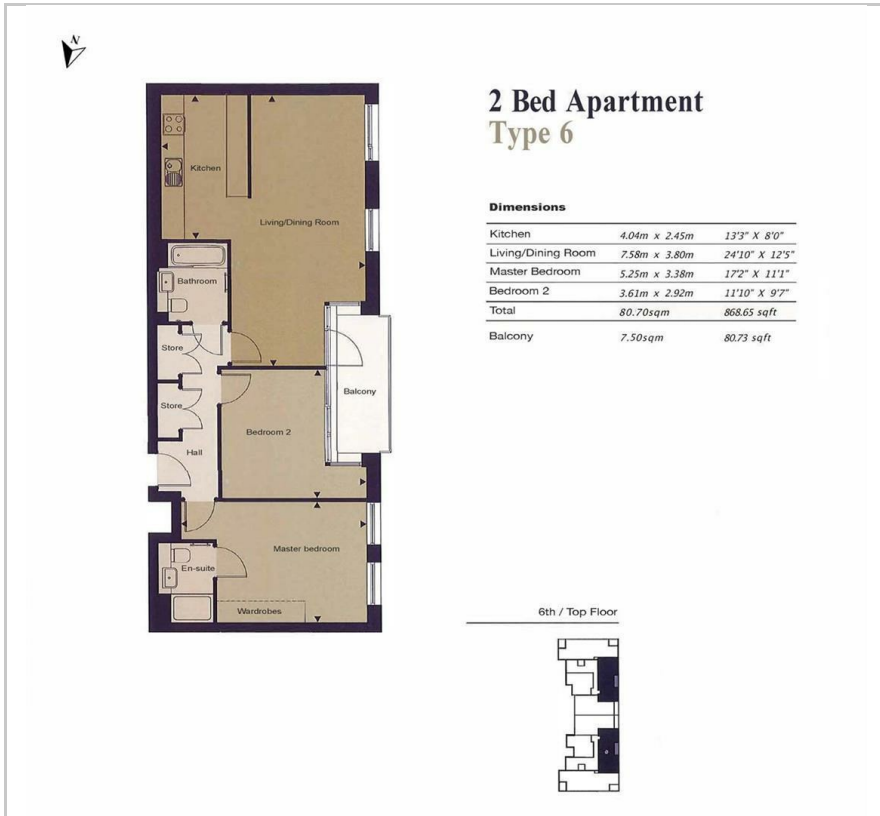 N
2 Bed Apartment
Type 6
Dimensions
Kitchen 4.04m x 2.45m 13'3" X 8'0"
Living/Dining Room 7.58m x 3.80m 24'10" X 12'5"
Master Bedroom 5.25m x 3.38m 17'2" X 11'1"
Bedroom 2 3.61m x 2.92m 11'10" X 9'7"
Total 80.70sqm 868.65 sqft
Balcony 7.50sqm 80.73 sqft
Kitchen
Living/Dining Room
Bathroom
Store
Store
Balcony
Bedroom 2
Hall
Master bedroom
En-suite
Wardrobes
6th / Top Floor